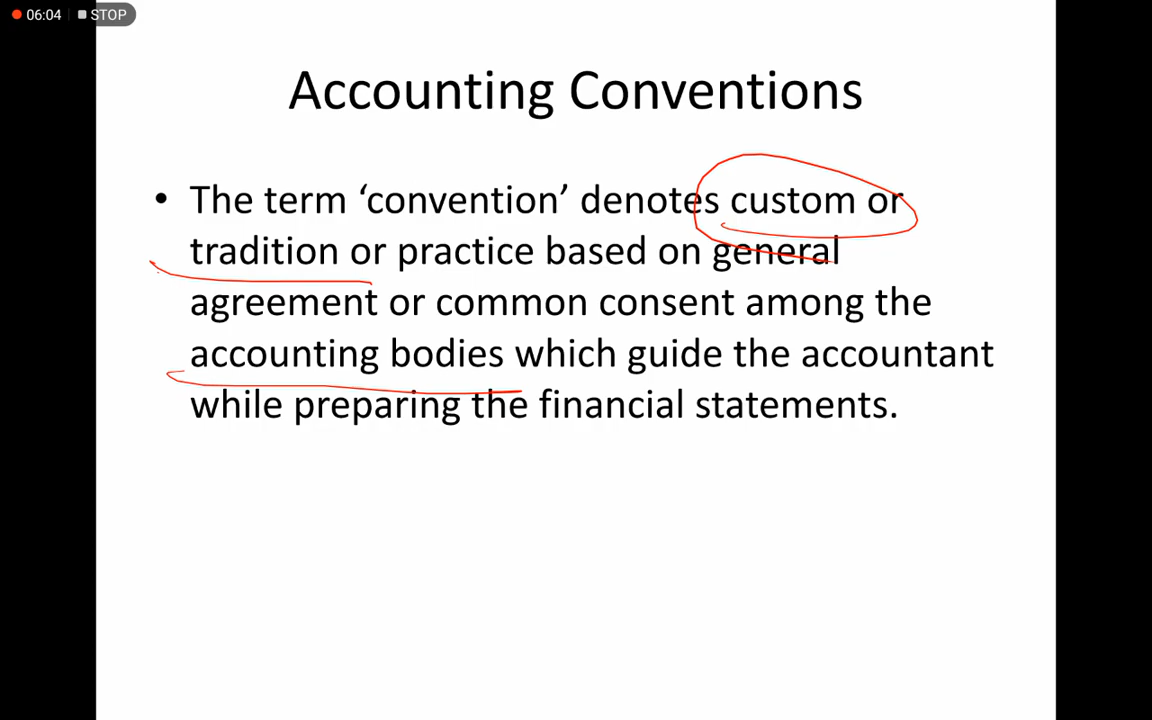 06:04 STOP
Accounting Conventions
• The term ‘convention’ denotes custom or
tradition or practice based on general
agreement or common consent among the
accounting bodies which guide the accountant
while preparing the financial statements.